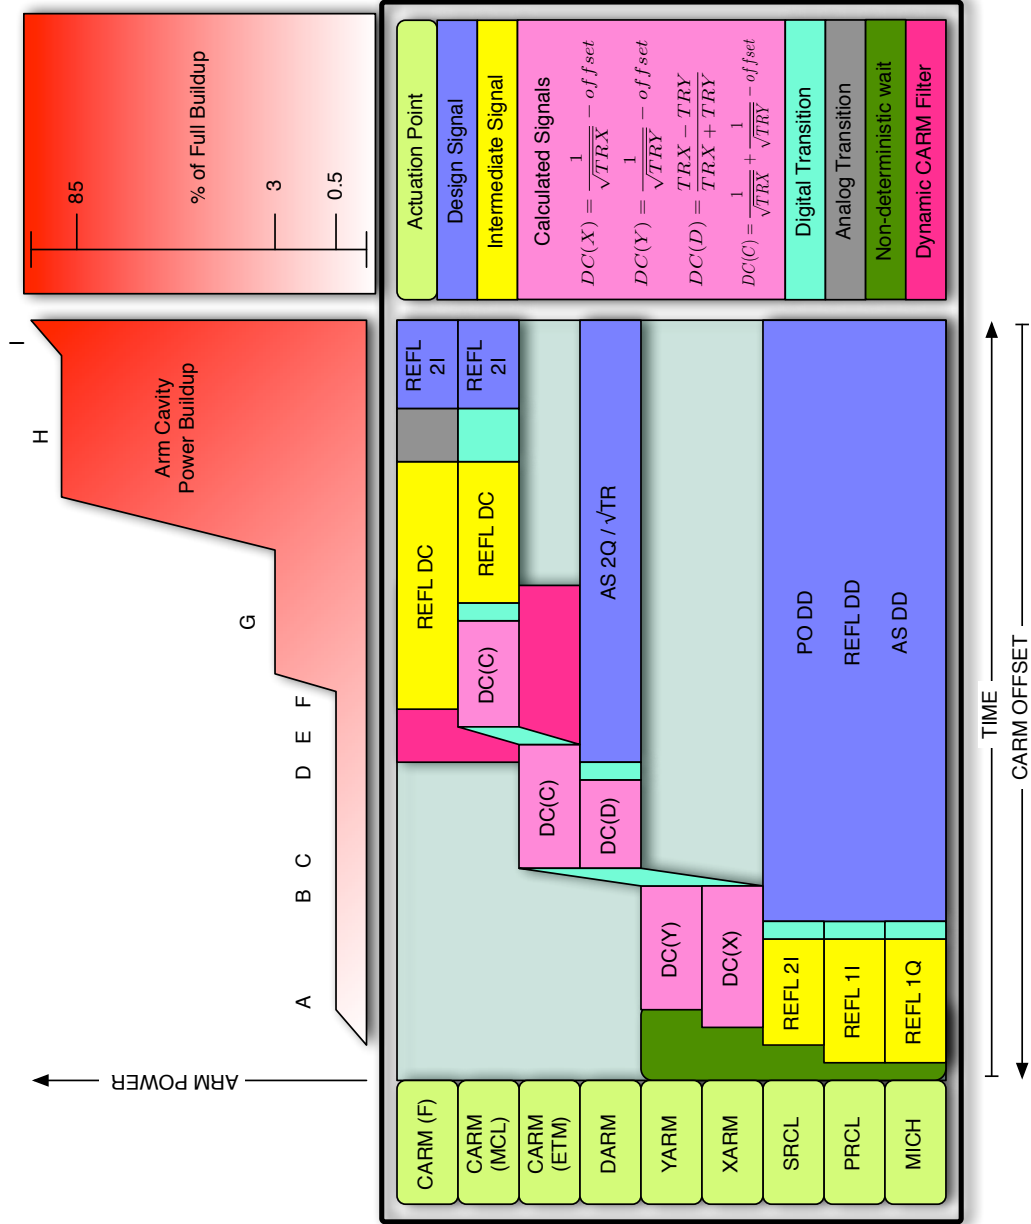 I
H
G
F
E
D
C
B
A
ARM POWER
Arm Cavity
Power Buildup
85
3
0.5
% of Full Buildup
CARM (F)
REFL DC
REFL
2I
CARM
(MCL)
DC(C)
REFL DC
REFL
2I
CARM
(ETM)
DC(C)
DARM
DC(D)
AS 2Q / √TR
YARM
DC(Y)
XARM
DC(X)
SRCL
REFL 2I
PO DD
PRCL
REFL 1I
REFL DD
MICH
REFL 1Q
AS DD
TIME
CARM OFFSET
Actuation Point
Design Signal
Intermediate Signal
Calculated Signals
DC(X) = 1/√TRX − offset
DC(Y) = 1/√TRY − offset
DC(D) = (TRX − TRY)/(TRX + TRY)
DC(C) = 1/√TRX + 1/√TRY − offset
Digital Transition
Analog Transition
Non-deterministic wait
Dynamic CARM Filter